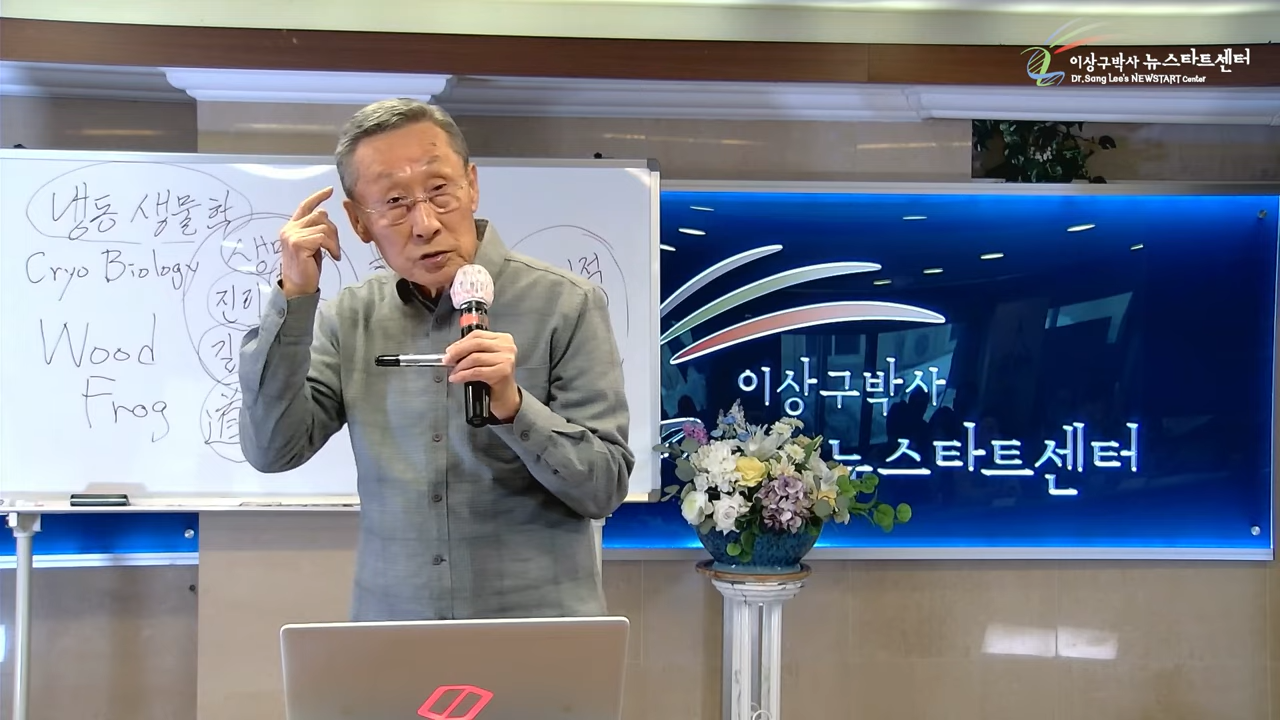 이상구박사 뉴스타트센터
Dr. Sang Lee's NEWSTART Center
냉동 생물학
Cryo Biology
Wood
Frog
진리
道
적
이상구박사
뉴스타트센터